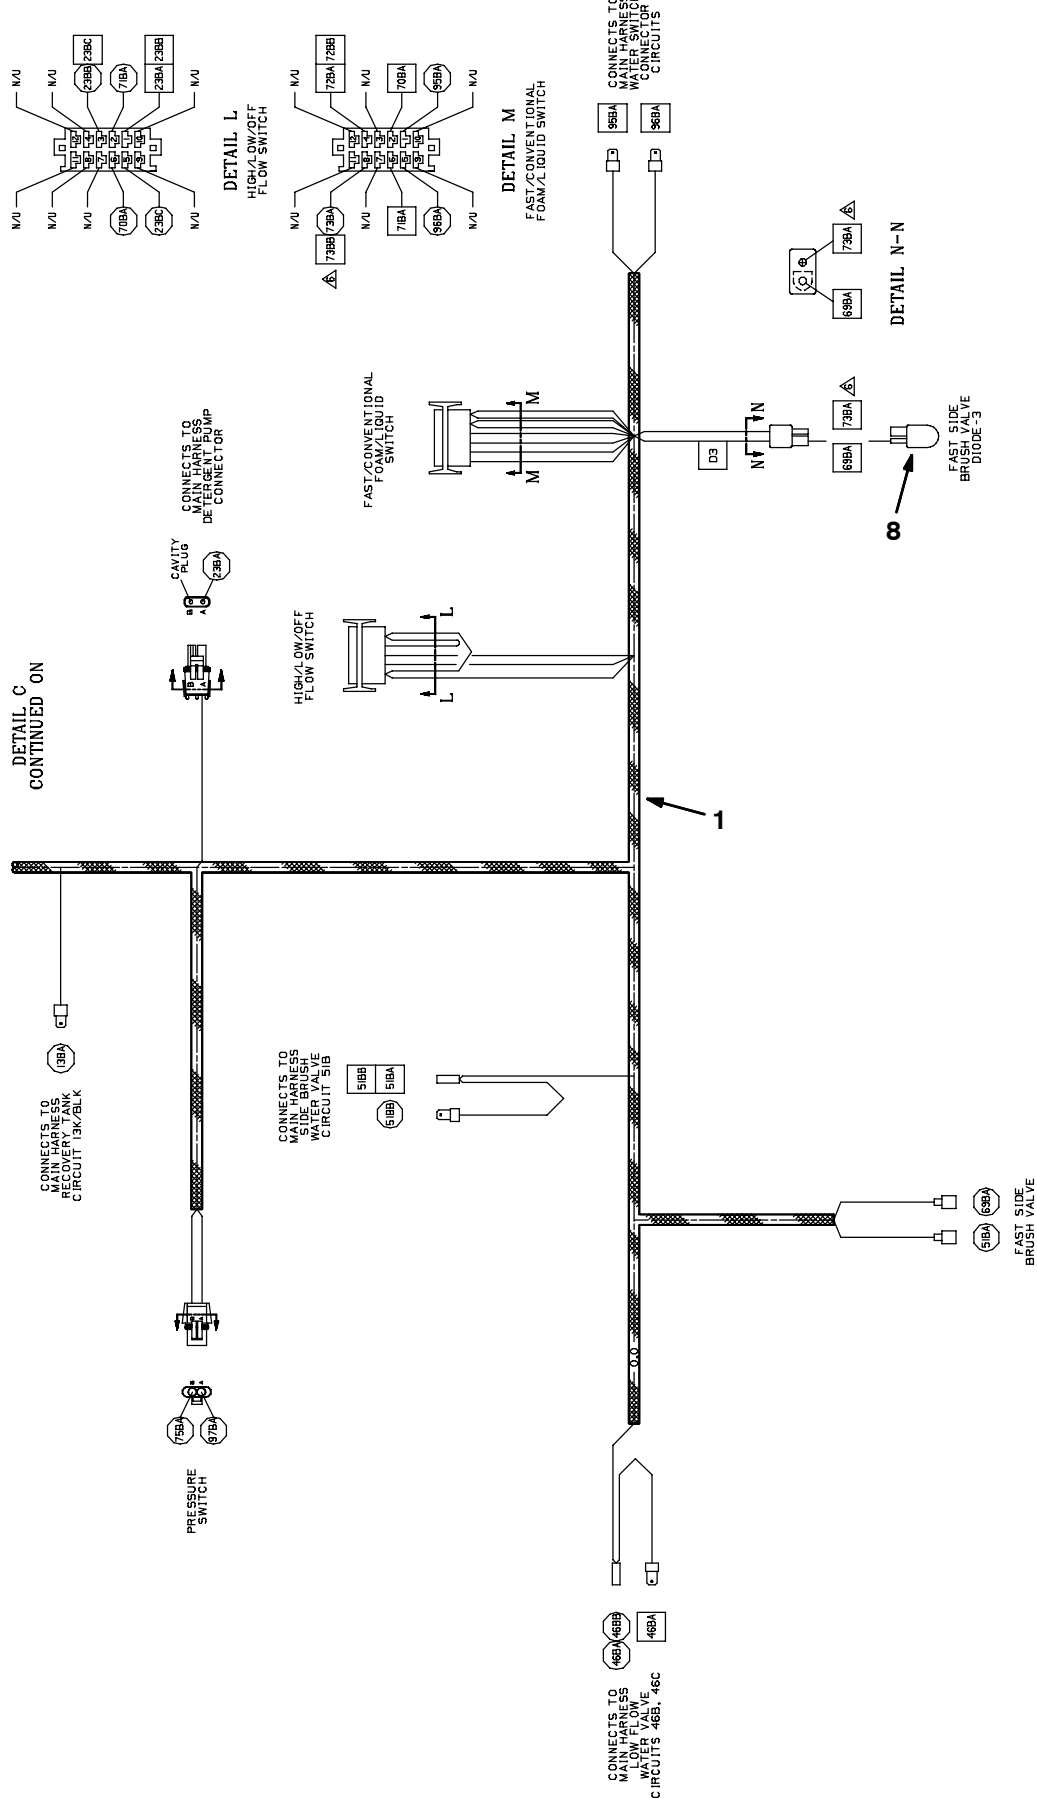 N/U
N/U
23BB 23BC
71BA
23BA 23BB
N/U
N/U
N/U
N/U
70BA
23BC
N/U
DETAIL L
HIGH/LOW/OFF
FLOW SWITCH
N/U
72BA 72BB
N/U
70BA
95BA
N/U
N/U
73BB 73BA
6
N/U
71BA
96BA
N/U
DETAIL M
FAST/CONVENTIONAL
FOAM/LIQUID SWITCH
CONNECTS TO
MAIN HARNESS
WATER SWITCH
CONNECTOR
CIRCUITS
95BA
96BA
73BA
6
69BA
DETAIL N-N
FAST/CONVENTIONAL
FOAM/LIQUID
SWITCH
M
M
D3
N
N
73BA
6
69BA
FAST SIDE
BRUSH VALVE
DIODE-3
8
CONNECTS TO
MAIN HARNESS
DETERGENT PUMP
CONNECTOR
CAVITY
PLUG
23BA
B
A
B
A
HIGH/LOW/OFF
FLOW SWITCH
L
L
DETAIL C
CONTINUED ON
1
13BA
CONNECTS TO
MAIN HARNESS
RECOVERY TANK
CIRCUIT 13K/BLK
CONNECTS TO
MAIN HARNESS
SIDE BRUSH
WATER VALVE
CIRCUIT 51B
51BB 51BA
51BB
69BA
51BA
FAST SIDE
BRUSH VALVE
B
A
B
A
75BA
97BA
PRESSURE
SWITCH
0.0
46BA 46BB
46BA
CONNECTS TO
MAIN HARNESS
LOW FLOW
WATER VALVE
CIRCUITS 46B, 46C